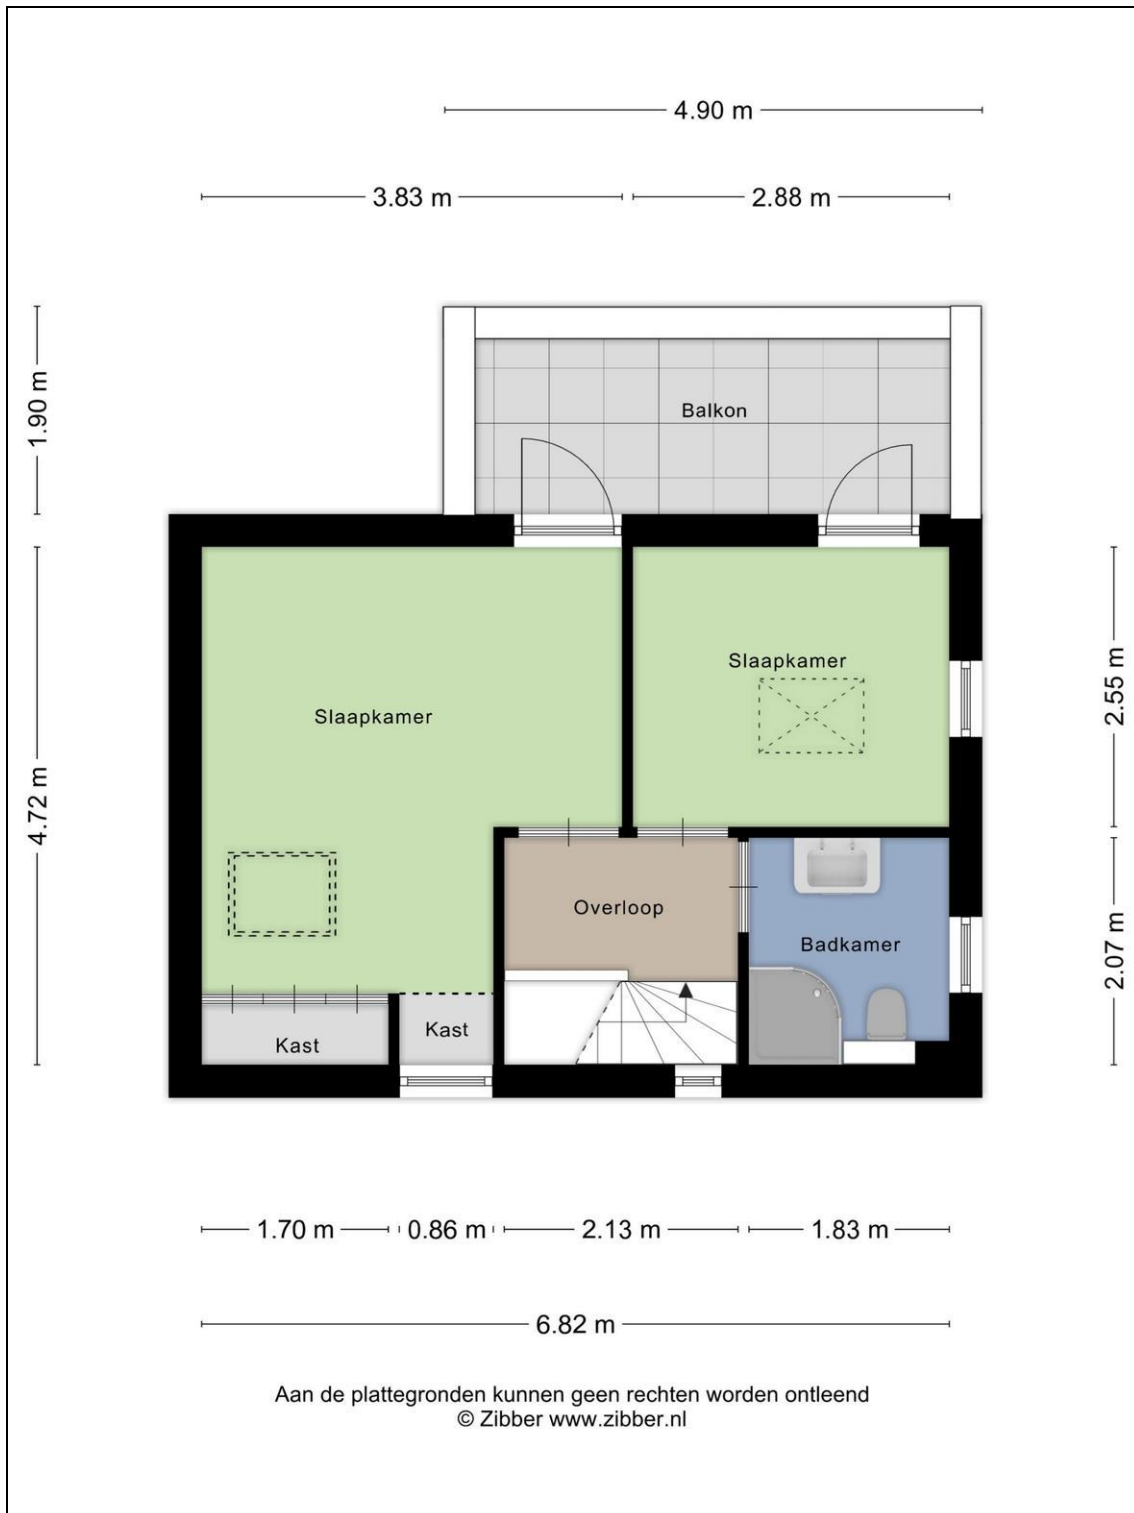 4.90 m
3.83 m
2.88 m
1.90 m
Balkon
Slaapkamer
2.55 m
Slaapkamer
4.72 m
Overloop
Badkamer
2.07 m
Kast
Kast
1.70 m
0.86 m
2.13 m
1.83 m
6.82 m
Aan de plattegronden kunnen geen rechten worden ontleend
© Zibber www.zibber.nl